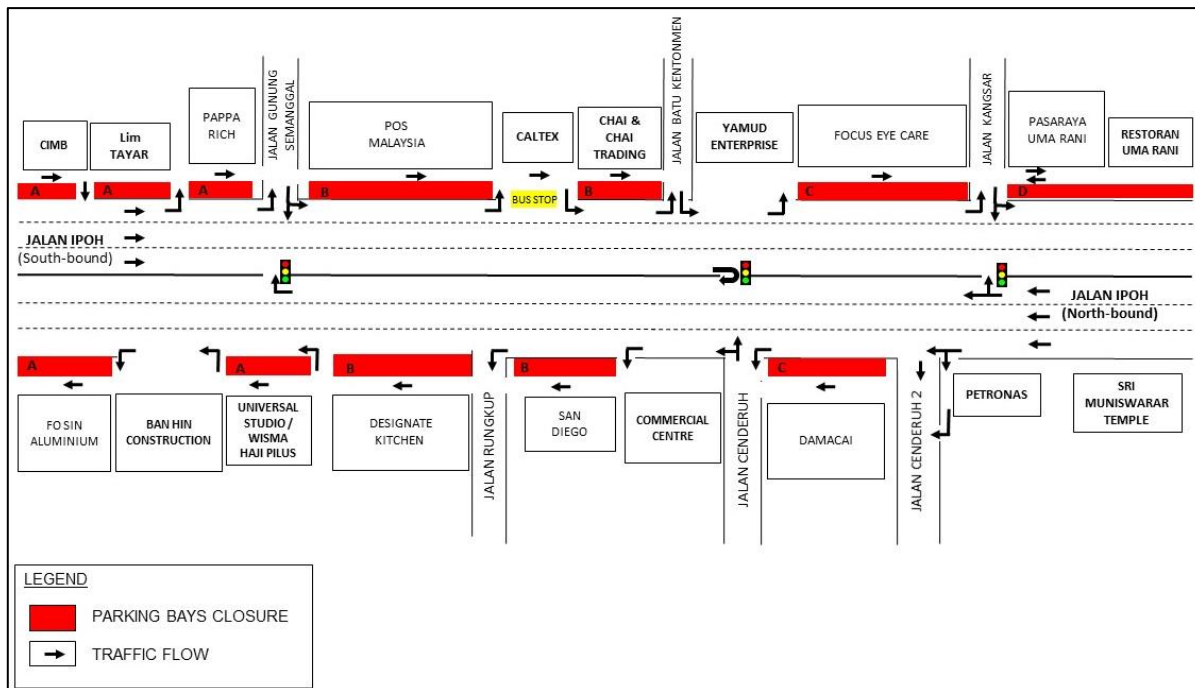 JALAN GUNUNG
SEMANGGAL
JALAN BATU KENTONMEN
JALAN KANGSAR
CIMB
Lim
TAYAR
PAPPA
RICH
POS
MALAYSIA
CALTEX
CHAI &
CHAI
TRADING
YAMUD
ENTERPRISE
FOCUS EYE CARE
PASARAYA
UMA RANI
RESTORAN
UMA RANI
A
A
A
B
BUS STOP
B
C
D
JALAN IPOH
(South-bound)
JALAN IPOH
(North-bound)
A
A
B
B
C
FO SIN
ALUMINIUM
BAN HIN
CONSTRUCTION
UNIVERSAL
STUDIO /
WISMA
HAJI PILUS
DESIGNATE
KITCHEN
JALAN RUNGKUP
SAN
DIEGO
COMMERCIAL
CENTRE
JALAN CENDERUH
DAMACAI
JALAN CENDERUH 2
PETRONAS
SRI
MUNISWARAR
TEMPLE
LEGEND
PARKING BAYS CLOSURE
TRAFFIC FLOW